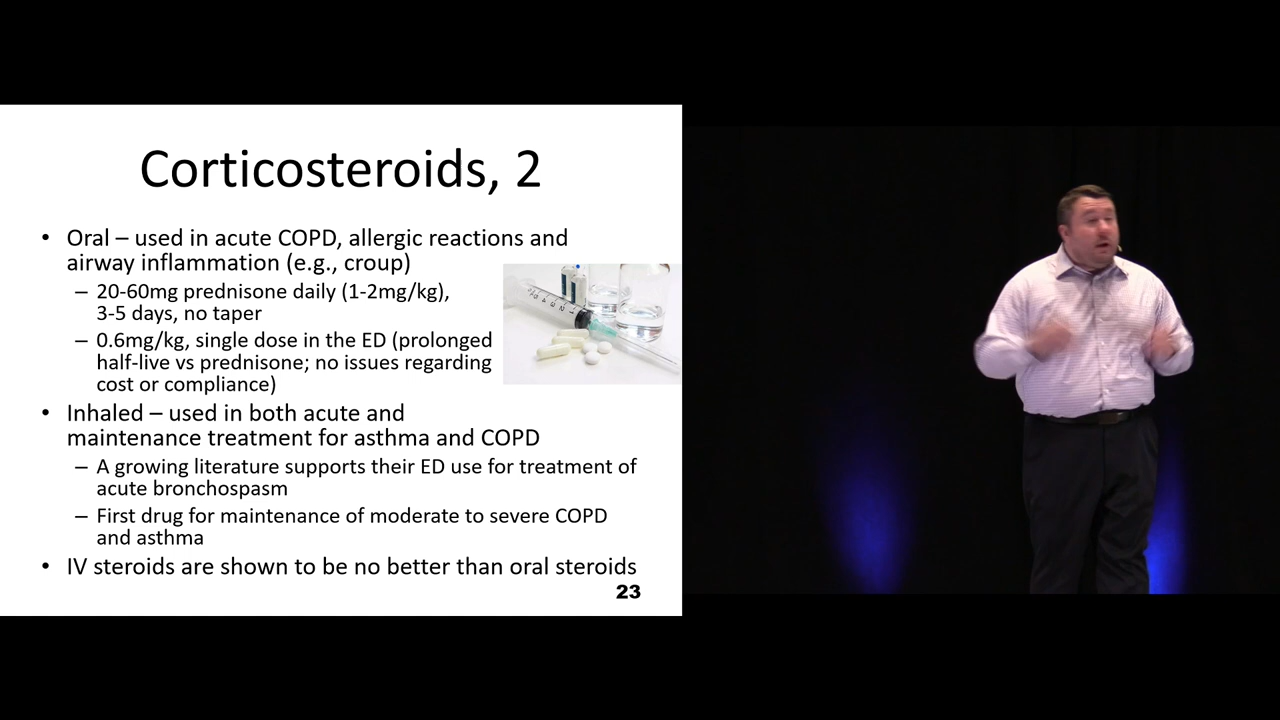 Corticosteroids, 2
• Oral – used in acute COPD, allergic reactions and
airway inflammation (e.g., croup)
– 20-60mg prednisone daily (1-2mg/kg),
3-5 days, no taper
– 0.6mg/kg, single dose in the ED (prolonged
half-live vs prednisone; no issues regarding
cost or compliance)
• Inhaled – used in both acute and
maintenance treatment for asthma and COPD
– A growing literature supports their ED use for treatment of
acute bronchospasm
– First drug for maintenance of moderate to severe COPD
and asthma
• IV steroids are shown to be no better than oral steroids
23